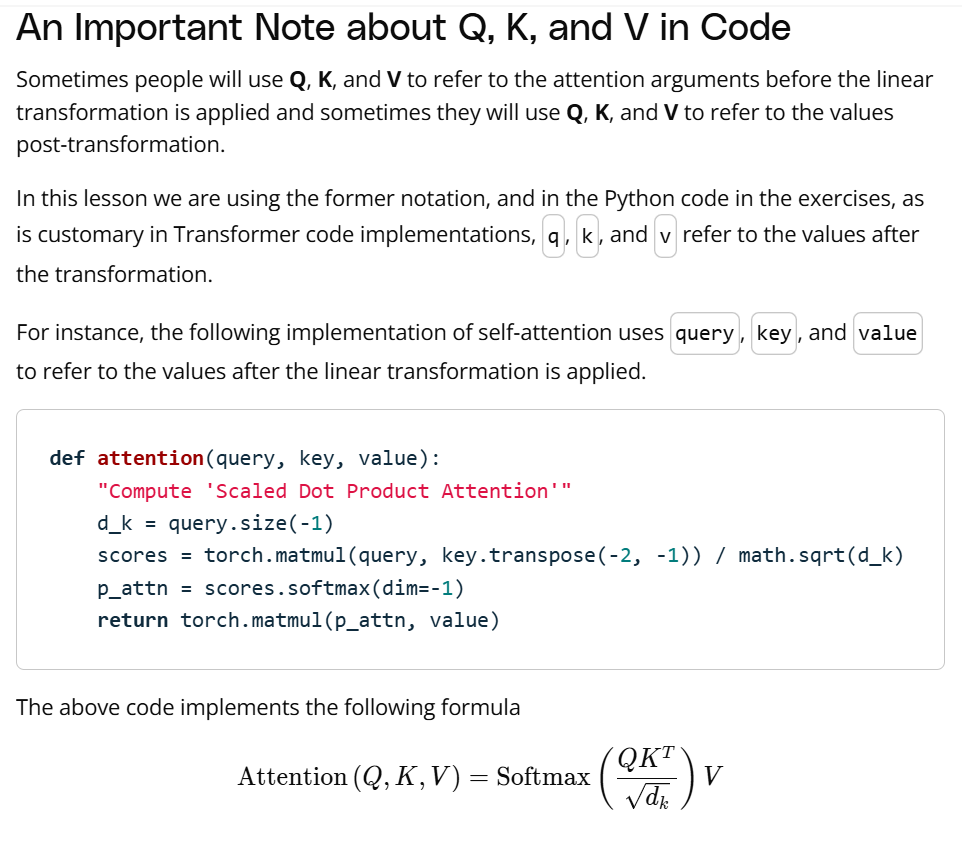 An Important Note about Q, K, and V in Code
Sometimes people will use Q, K, and V to refer to the attention arguments before the linear
transformation is applied and sometimes they will use Q, K, and V to refer to the values
post-transformation.
In this lesson we are using the former notation, and in the Python code in the exercises, as
is customary in Transformer code implementations, q, k, and v refer to the values after
the transformation.
For instance, the following implementation of self-attention uses query, key, and value
to refer to the values after the linear transformation is applied.
def attention(query, key, value):
    "Compute 'Scaled Dot Product Attention'"
    d_k = query.size(-1)
    scores = torch.matmul(query, key.transpose(-2, -1)) / math.sqrt(d_k)
    p_attn = scores.softmax(dim=-1)
    return torch.matmul(p_attn, value)
The above code implements the following formula
Attention (Q, K, V) = Softmax (QK^T / √d_k) V